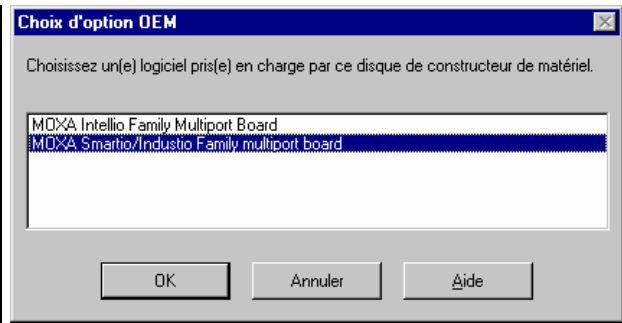 Choix d'option OEM
Choisissez un(e) logiciel pris(e) en charge par ce disque de constructeur de matériel.
MOXA Intellio Family Multiport Board
MOXA Smartio/Industio Family multiport board
OK
Annuler
Aide